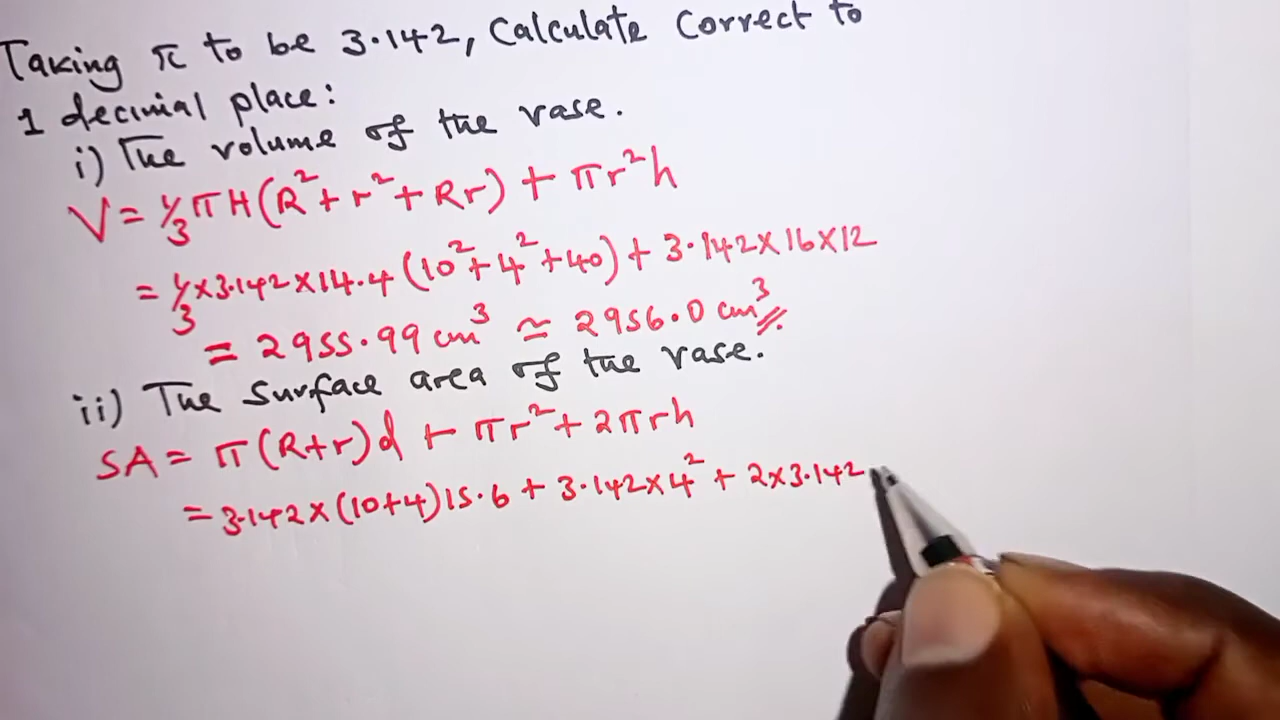 Taking π to be 3.142, Calculate Correct to
1 decimal place:
i) The volume of the vase.
V = 1/3 πH(R² + r² + Rr) + πr²h
= 1/3 × 3.142 × 14.4 (10² + 4² + 40) + 3.142 × 16 × 12
= 2955.99 cm³ ≃ 2956.0 cm³
ii) The surface area of the vase.
SA = π(R+r)d + πr² + 2πrh
= 3.142 × (10+4)15.6 + 3.142 × 4² + 2×3.142